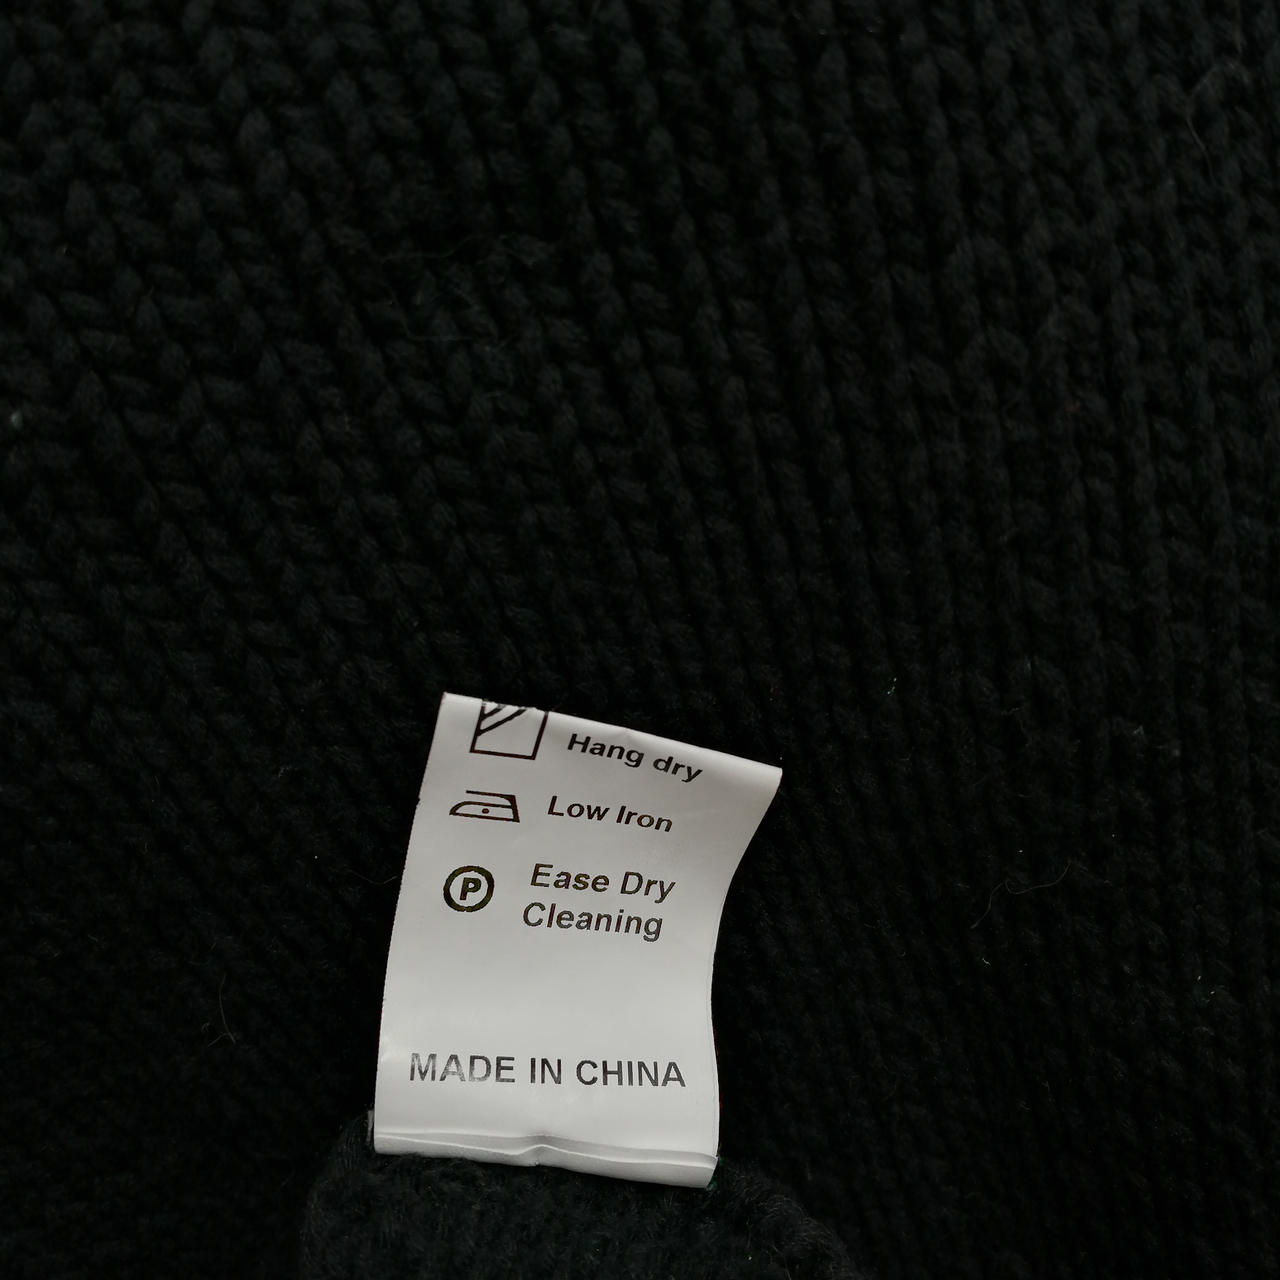 Hang dry
Low Iron
P
Ease Dry
Cleaning
MADE IN CHINA